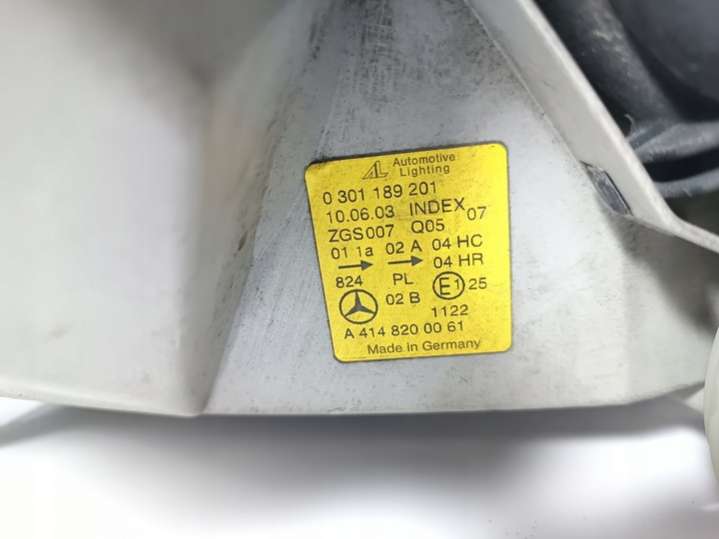 AL Automotive
Lighting
0 301 189 201
10.06.03 INDEX 07
ZGS007 Q05
01 1a 02 A 04 HC
→ → 04 HR
824 PL E1 25
02 B
1122
A 414 820 00 61
Made in Germany